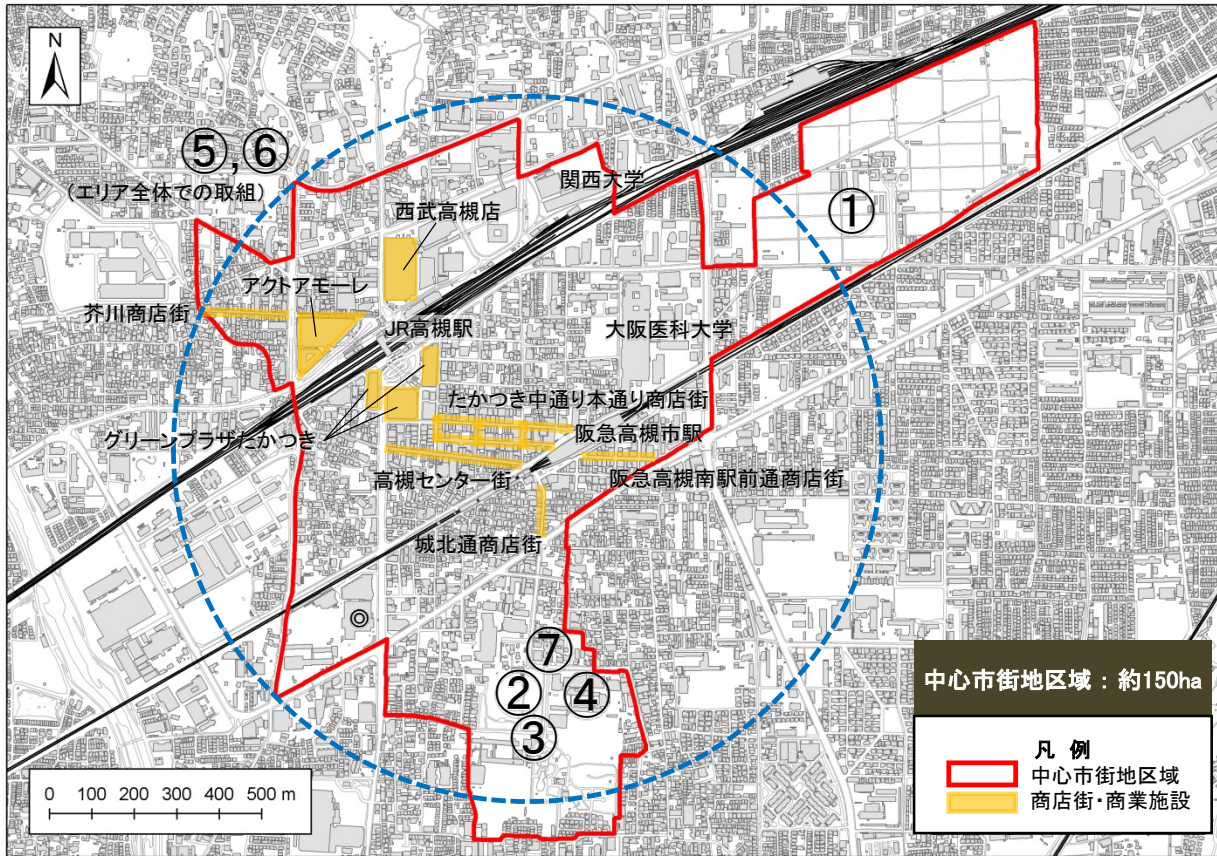 N
⑤,⑥
(エリア全体での取組)
関西大学
西武高槻店
①
アクトアモーレ
芥川商店街
JR高槻駅
大阪医科大学
たかつき中通り本通り商店街
グリーンプラザたかつき
阪急高槻市駅
高槻センター街
阪急高槻南駅前通商店街
城北通商店街
⑦
②
④
③
中心市街地区域：約150ha
凡 例
中心市街地区域
商店街・商業施設
0 100 200 300 400 500 m